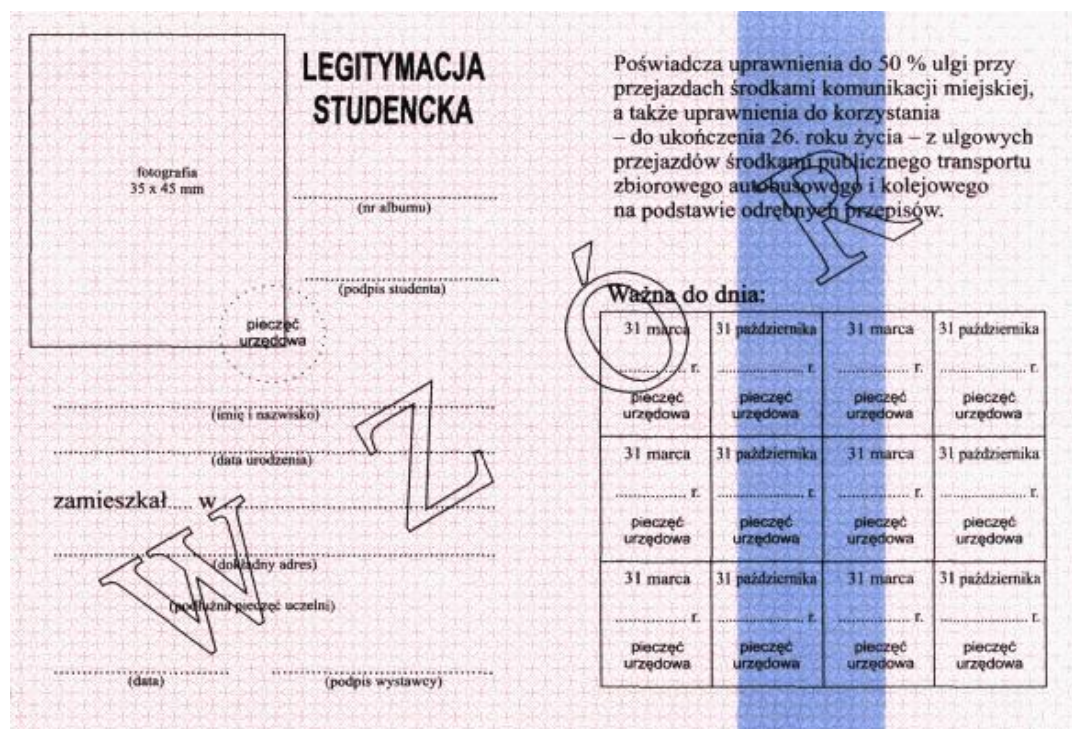 LEGITYMACJA
STUDENCKA
fotografia
35 x 45 mm
(nr albumu)
(podpis studenta)
pieczęć
urzędowa
(imię i nazwisko)
(data urodzenia)
zamieszkał.... w
(dokładny adres)
(podłużna pieczęć uczelni)
(data)
(podpis wystawcy)
Poświadcza uprawnienia do 50 % ulgi przy
przejazdach środkami komunikacji miejskiej,
a także uprawnienia do korzystania
– do ukończenia 26. roku życia – z ulgowych
przejazdów środkami publicznego transportu
zbiorowego autobusowego i kolejowego
na podstawie odrębnych przepisów.
Ważna do dnia:
31 marca 31 października 31 marca 31 października
.............. r. .................. r. ............... r. .................. r.
pieczęć pieczęć pieczęć pieczęć
urzędowa urzędowa urzędowa urzędowa
31 marca 31 października 31 marca 31 października
.............. r. .................. r. ............... r. .................. r.
pieczęć pieczęć pieczęć pieczęć
urzędowa urzędowa urzędowa urzędowa
31 marca 31 października 31 marca 31 października
.............. r. .................. r. ............... r. .................. r.
pieczęć pieczęć pieczęć pieczęć
urzędowa urzędowa urzędowa urzędowa
WZÓR